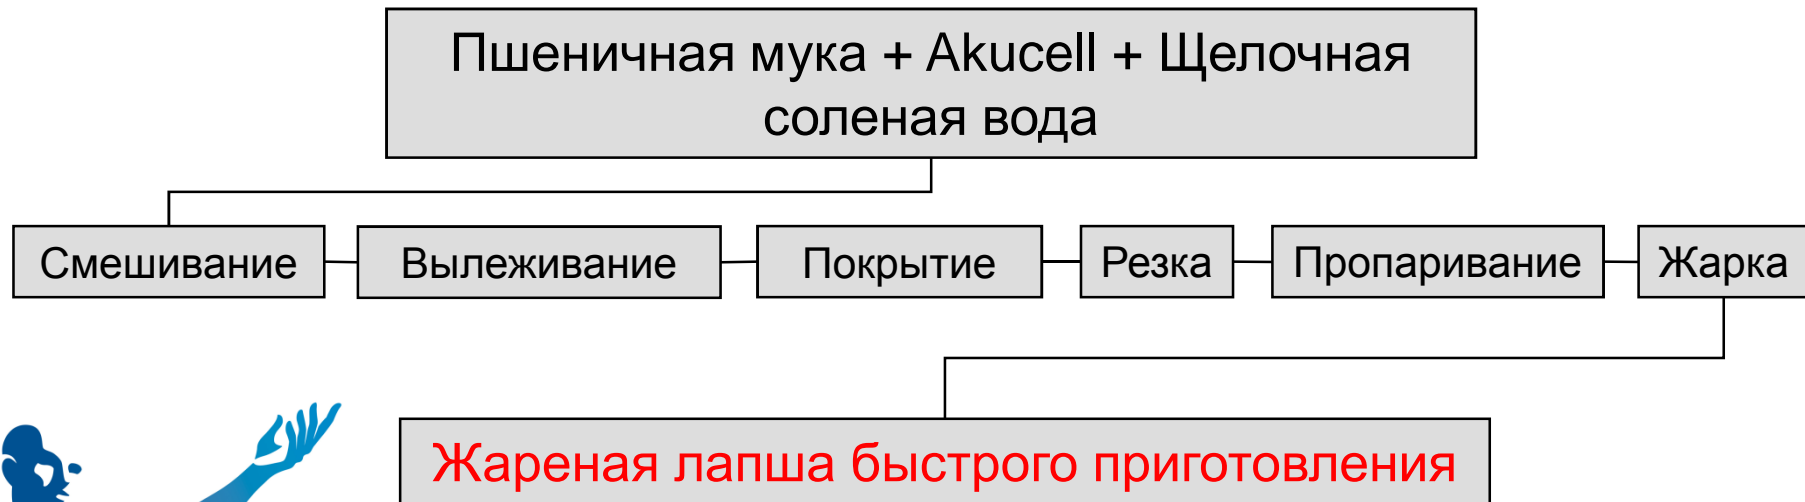 Пшеничная мука + Akucell + Щелочная
соленая вода
Смешивание
Вылеживание
Покрытие
Резка
Пропаривание
Жарка
Жареная лапша быстрого приготовления